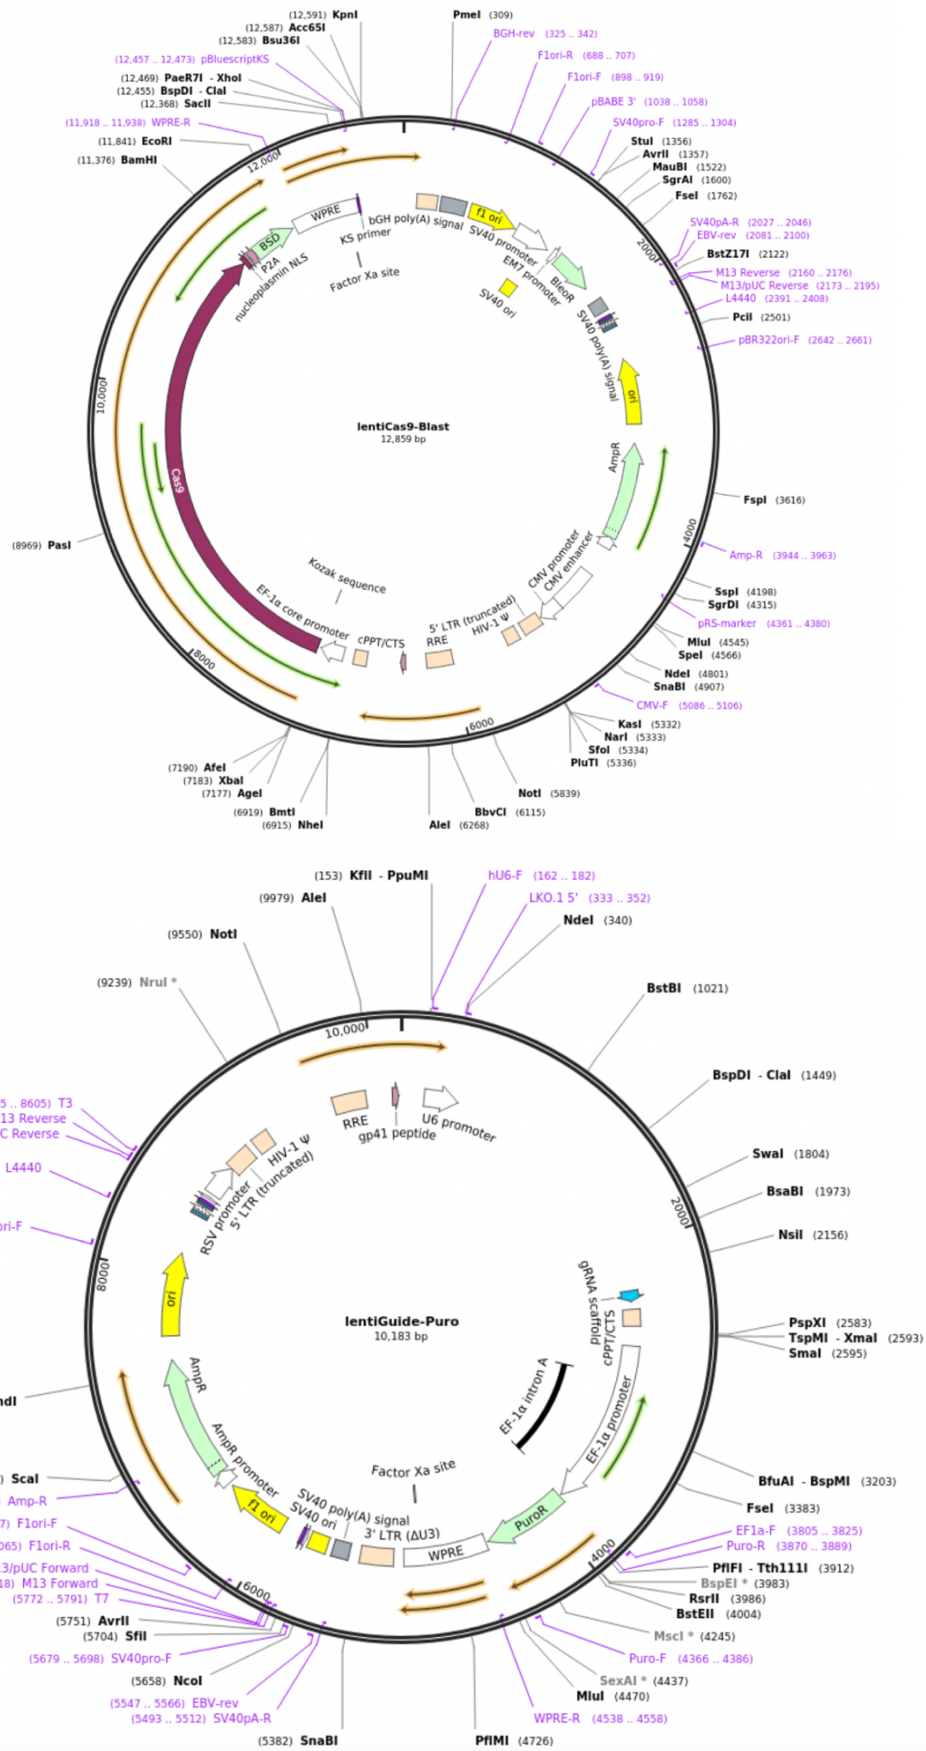 (12,591) KpnI
(12,587) Acc65I
(12,583) Bsu36I
(12,457 .. 12,473) pBluescriptKS
(12,469) PaeR7I - XhoI
(12,455) BspDI - ClaI
(12,368) SacII
(11,918 .. 11,938) WPRE-R
(11,841) EcoRI
(11,376) BamHI
PmeI (309)
BGH-rev (325 .. 342)
F1ori-R (688 .. 707)
F1ori-F (898 .. 919)
pBABE 3' (1038 .. 1058)
SV40pro-F (1285 .. 1304)
StuI (1356)
AvrII (1357)
MauBI (1522)
SgrAI (1600)
FseI (1762)
SV40pA-R (2027 .. 2046)
EBV-rev (2081 .. 2100)
BstZ17I (2122)
M13 Reverse (2160 .. 2176)
M13/pUC Reverse (2173 .. 2195)
L4440 (2391 .. 2408)
PciI (2501)
pBR322ori-F (2642 .. 2661)
FspI (3616)
Amp-R (3944 .. 3963)
SspI (4198)
SgrDI (4315)
pRS-marker (4361 .. 4380)
MluI (4545)
SpeI (4566)
NdeI (4801)
SnaBI (4907)
CMV-F (5086 .. 5106)
KasI (5332)
NarI (5333)
SfoI (5334)
PluTI (5336)
NotI (5839)
BbvCI (6115)
AleI (6268)
(6915) NheI
(6919) BmtI
(7177) AgeI
(7183) XbaI
(7190) AfeI
(8969) PasI
12,000
2000
4000
6000
8000
10,000
WPRE
KS primer
Factor Xa site
BSD
P2A
nucleoplasmin NLS
bGH poly(A) signal
f1 ori
SV40 promoter
EM7 promoter
BleoR
SV40 ori
SV40 poly(A) signal
ori
AmpR
CMV promoter
CMV enhancer
5' LTR (truncated)
HIV-1 Ψ
RRE
cPPT/CTS
EF-1α core promoter
Kozak sequence
Cas9
lentiCas9-Blast
12,859 bp
(153) KflI - PpuMI
(9979) AleI
(9550) NotI
(9239) NruI *
hU6-F (162 .. 182)
LKO.1 5' (333 .. 352)
NdeI (340)
BstBI (1021)
BspDI - ClaI (1449)
SwaI (1804)
BsaBI (1973)
NsiI (2156)
PspXI (2583)
TspMI - XmaI (2593)
SmaI (2595)
BfuAI - BspMI (3203)
FseI (3383)
EF1a-F (3805 .. 3825)
Puro-R (3870 .. 3889)
PflFI - Tth111I (3912)
BspEI * (3983)
RsrII (3986)
BstEII (4004)
MscI * (4245)
Puro-F (4366 .. 4386)
SexAI * (4437)
MluI (4470)
WPRE-R (4538 .. 4558)
PflMI (4726)
(5382) SnaBI
(5493 .. 5512) SV40pA-R
(5547 .. 5566) EBV-rev
(5658) NcoI
(5679 .. 5698) SV40pro-F
(5704) SfiI
(5751) AvrII
(5772 .. 5791) T7
18) M13 Forward
13/pUC Forward
065) F1ori-R
7) F1ori-F
Amp-R
) ScaI
ndI
ori-F
L4440
C Reverse
13 Reverse
5 .. 8605) T3
10,000
2000
4000
6000
8000
RRE
gp41 peptide
U6 promoter
HIV-1 Ψ
5' LTR (truncated)
RSV promoter
ori
AmpR
AmpR promoter
f1 ori
SV40 ori
SV40 poly(A) signal
3' LTR (ΔU3)
WPRE
Factor Xa site
PuroR
EF-1α promoter
EF-1α intron A
cPPT/CTS
gRNA scaffold
lentiGuide-Puro
10,183 bp